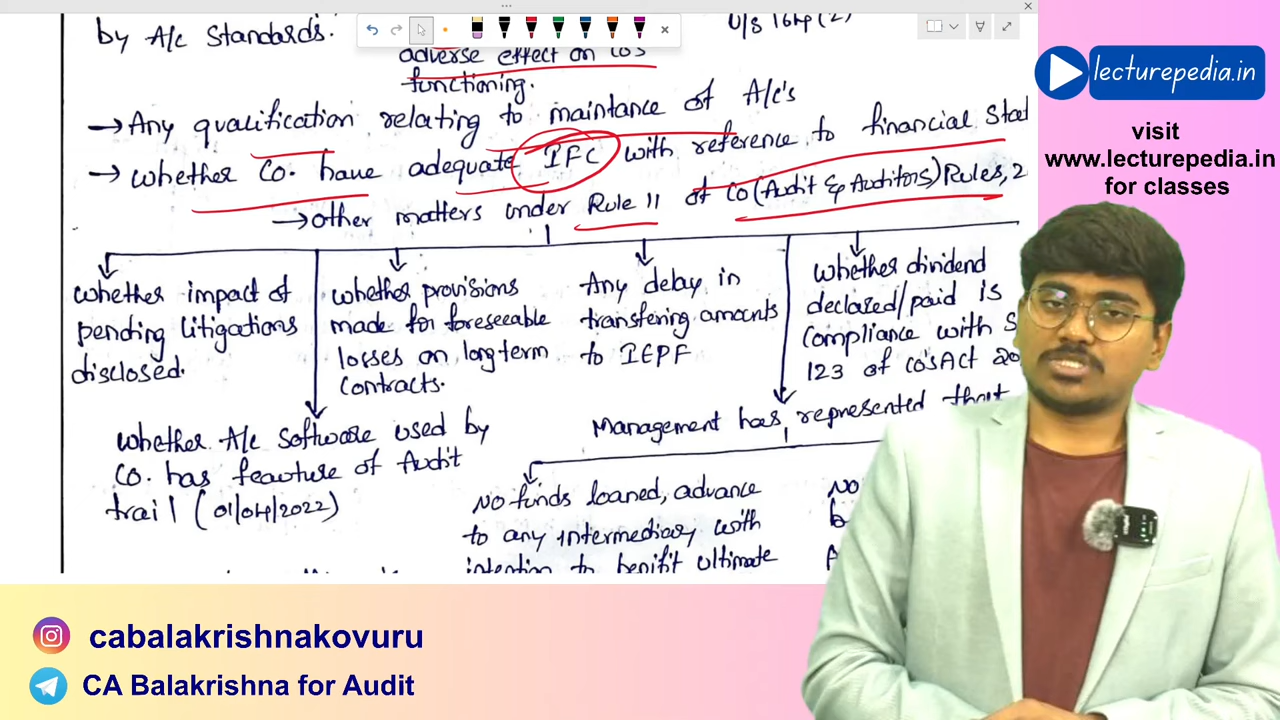 by A/c Standards.
U/s 164(2)
adverse effect on Co's
functioning.
→ Any qualification relating to maintance of A/c's
→ whether Co. have adequate IFC with reference to financial Stat
→ other matters under Rule 11 of Co (Audit & Auditors) Rules, 2
whether impact of
pending litigations
disclosed.
whether provisions
made for foreseeable
losses on long term
contracts.
Any delay in
transfering amounts
to IEPF
whether dividend
declared/paid is
compliance with S
123 of Co's Act 20
whether A/c Software used by
Co. has feauture of Audit
trail (01/04/2022)
Management has represented that
No funds loaned, advance
to any intermediary with
intention to benifit ultimate
No
lecturepedia.in
visit
www.lecturepedia.in
for classes
cabalakrishnakovuru
CA Balakrishna for Audit